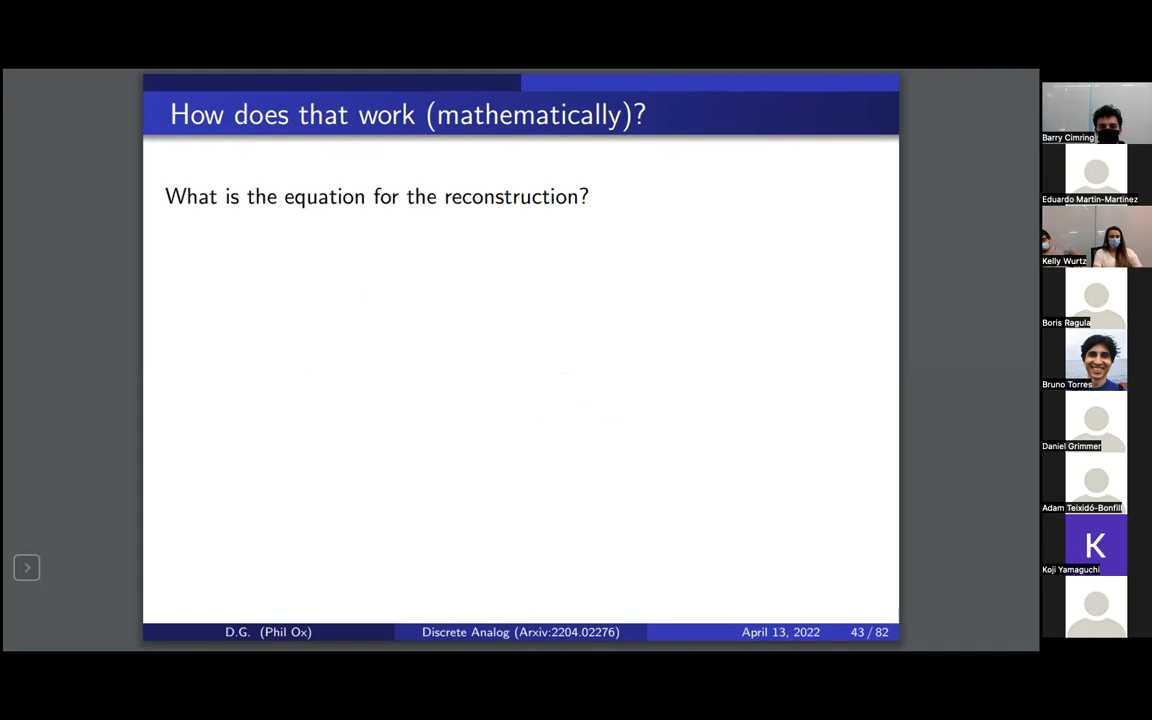 How does that work (mathematically)?
What is the equation for the reconstruction?
D.G. (Phil Ox)
Discrete Analog (Arxiv:2204.02276)
April 13, 2022
43 / 82
Barry Cimring
Eduardo Martin-Martinez
Kelly Wurtz
Boris Ragula
Bruno Torres
Daniel Grimmer
Adam Teixidó-Bonfill
K
Koji Yamaguchi